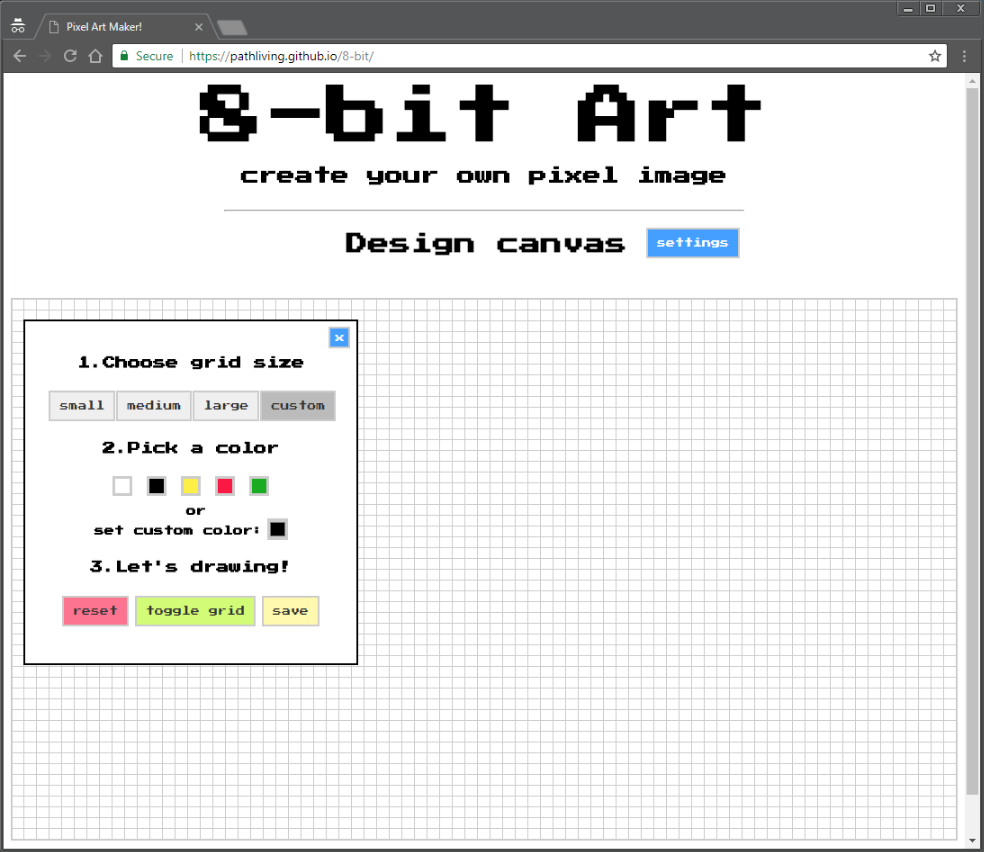 Pixel Art Maker!
Secure https://pathliving.github.io/8-bit/
8-bit Art
create your own pixel image
Design canvas settings
x
1.Choose grid size
small medium large custom
2.Pick a color
or
set custom color:
3.Let's drawing!
reset toggle grid save